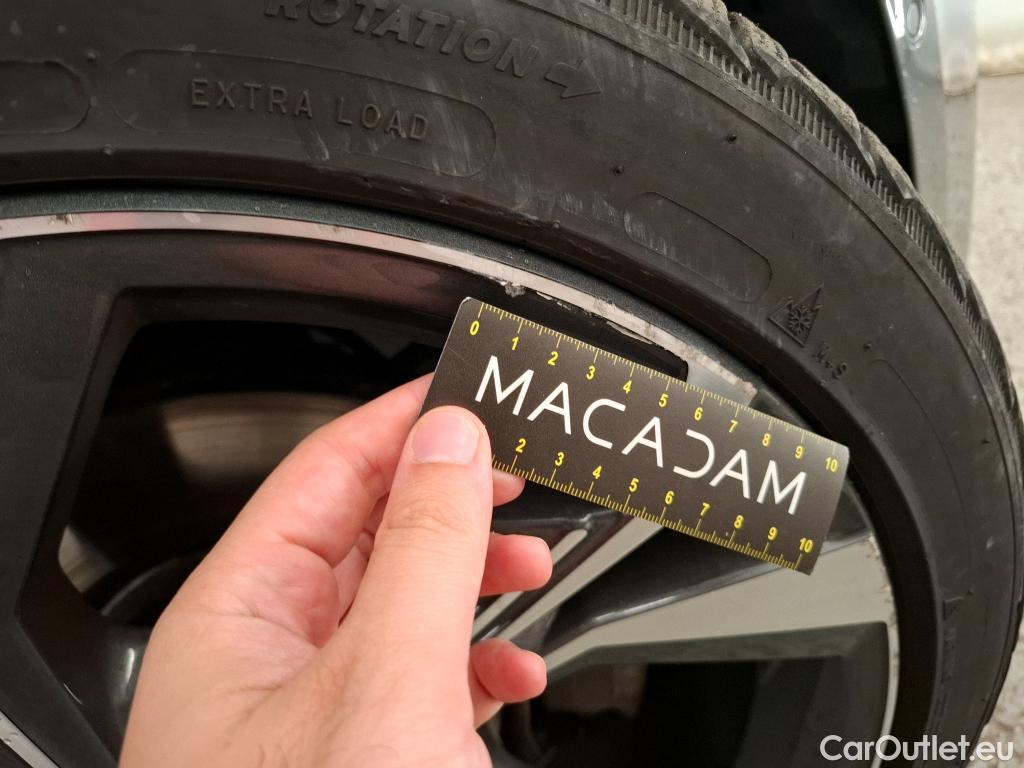 ROTATION
EXTRA LOAD
M+S
0 1 2 3 4 5 6 7 8 9 10
MACADAM
2 3 4 5 6 7 8 9 10
CarOutlet.eu